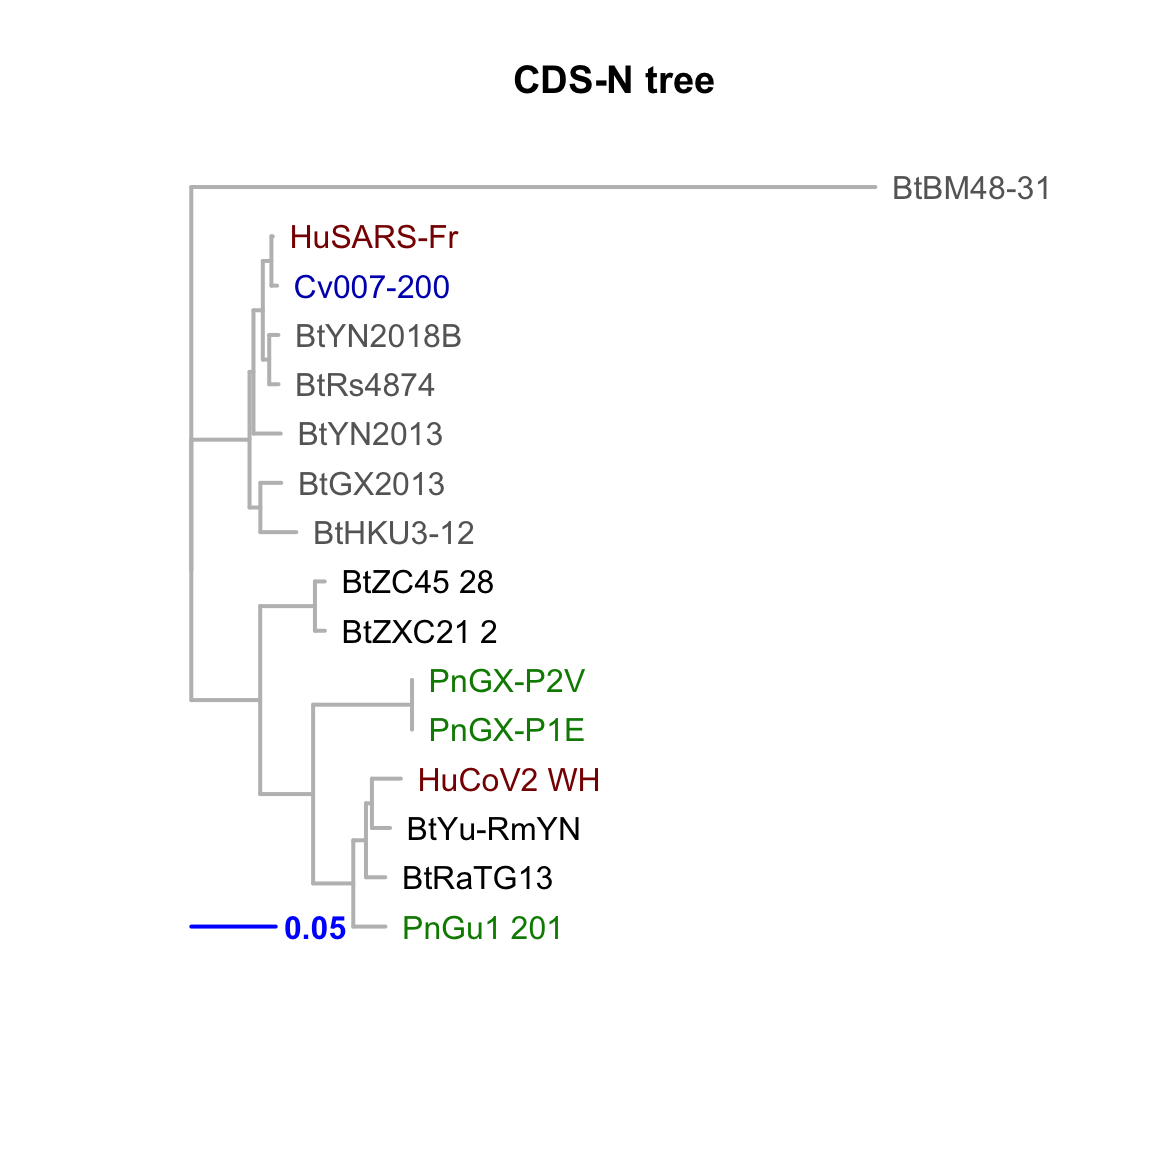 CDS-N tree
BtBM48-31
HuSARS-Fr
Cv007-200
BtYN2018B
BtRs4874
BtYN2013
BtGX2013
BtHKU3-12
BtZC45 28
BtZXC21 2
PnGX-P2V
PnGX-P1E
HuCoV2 WH
BtYu-RmYN
BtRaTG13
0.05 PnGu1 201